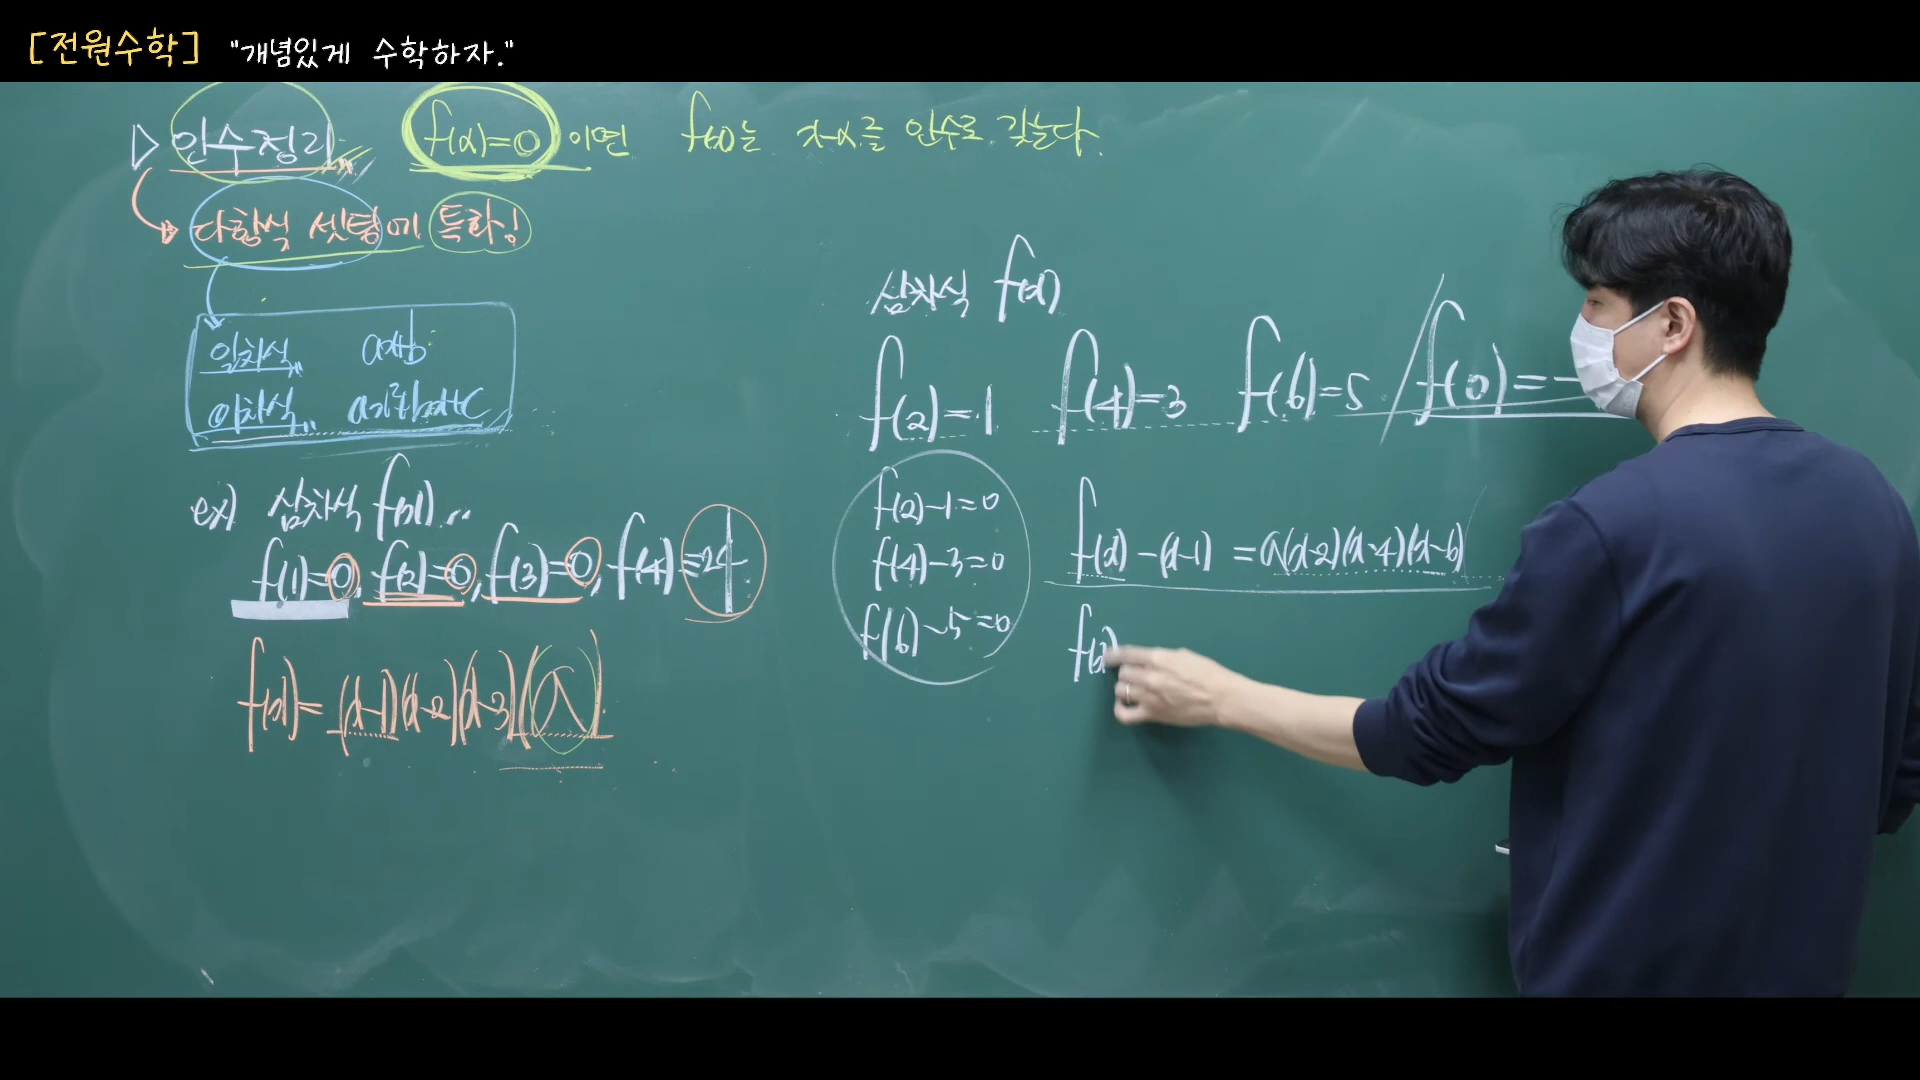 [전원수학] "개념있게 수학하자."
▷ 인수정리 f(α)=0 이면 f(x)는 x-α를 인수로 갖는다.
다항식 셋팅에 특화!
일차식 ax+b
이차식 ax²+bx+c
ex) 삼차식 f(x)
f(1)=0, f(2)=0, f(3)=0, f(4)=24
f(x)=(x-1)(x-2)(x-3)(a)
삼차식 f(x)
f(2)=1 f(4)=3 f(6)=5 / f(0)=-
f(2)-1=0
f(4)-3=0
f(6)-5=0
f(x)-(x-1)=a(x-2)(x-4)(x-6)
f(x)